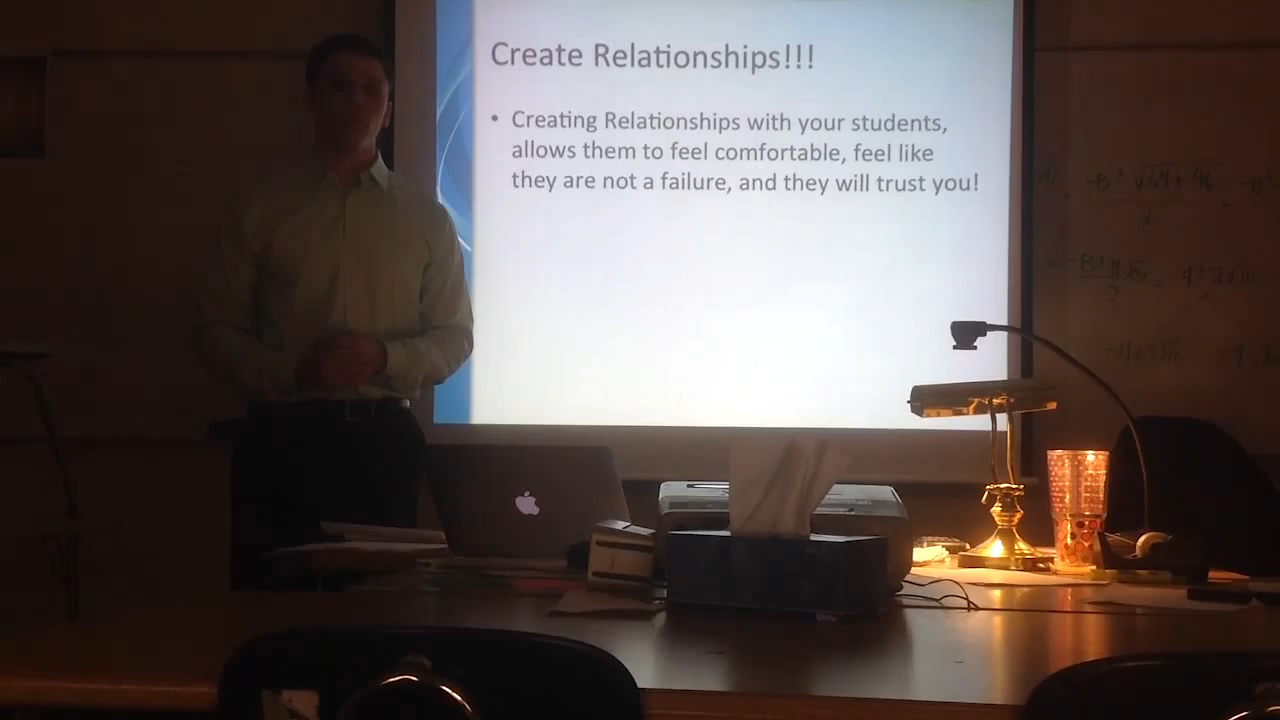 Create Relationships!!!
• Creating Relationships with your students,
allows them to feel comfortable, feel like
they are not a failure, and they will trust you!